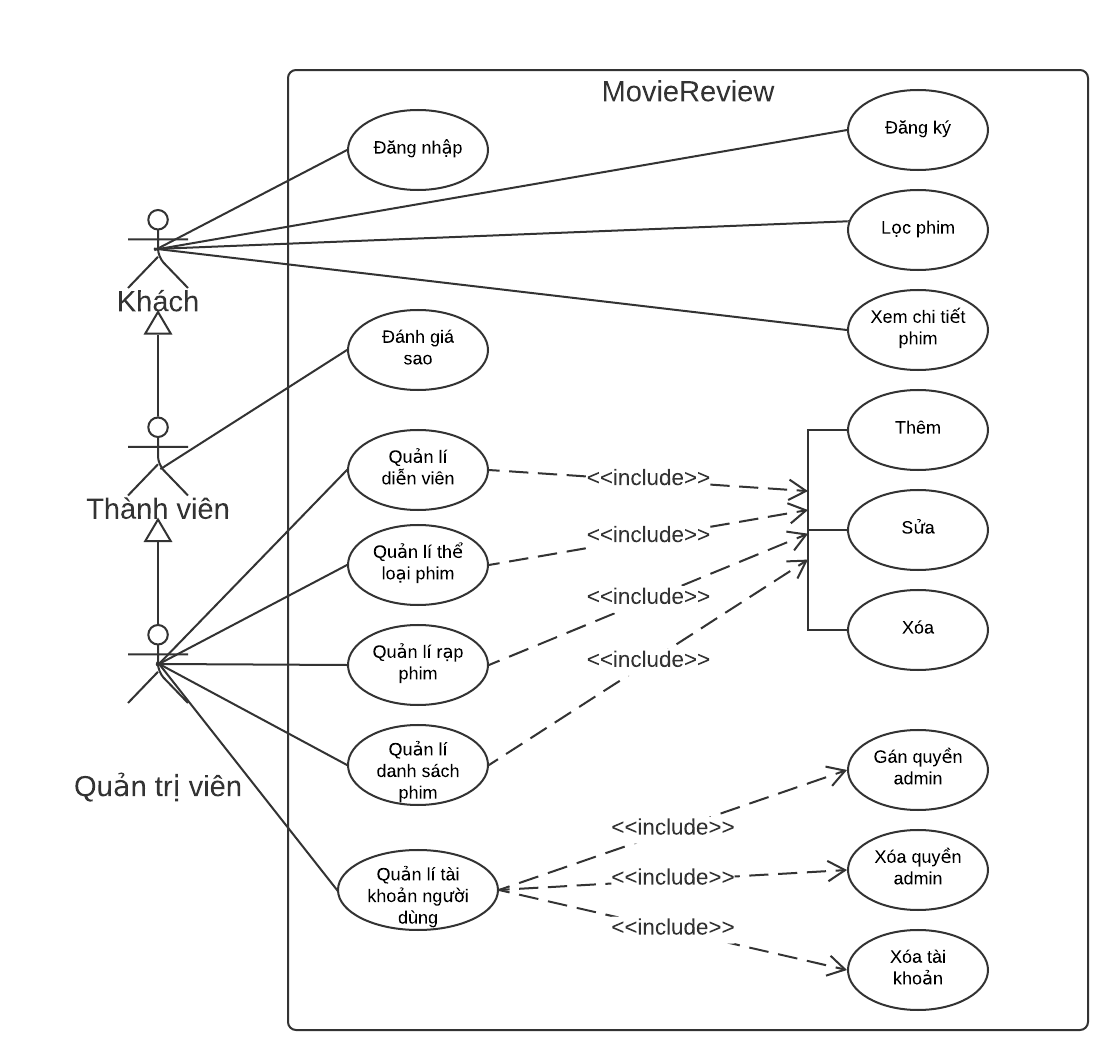 MovieReview
Đăng nhập
Đăng ký
Lọc phim
Khách
Xem chi tiết
phim
Đánh giá
sao
Thêm
Thành viên
Quản lí
diễn viên
<<include>>
Quản lí thể
loại phim
<<include>>
Sửa
Quản lí rạp
phim
<<include>>
Xóa
Quản lí
danh sách
phim
<<include>>
Quản trị viên
Gán quyền
admin
<<include>>
Quản lí tài
khoản người
dùng
<<include>>
Xóa quyền
admin
<<include>>
Xóa tài
khoản